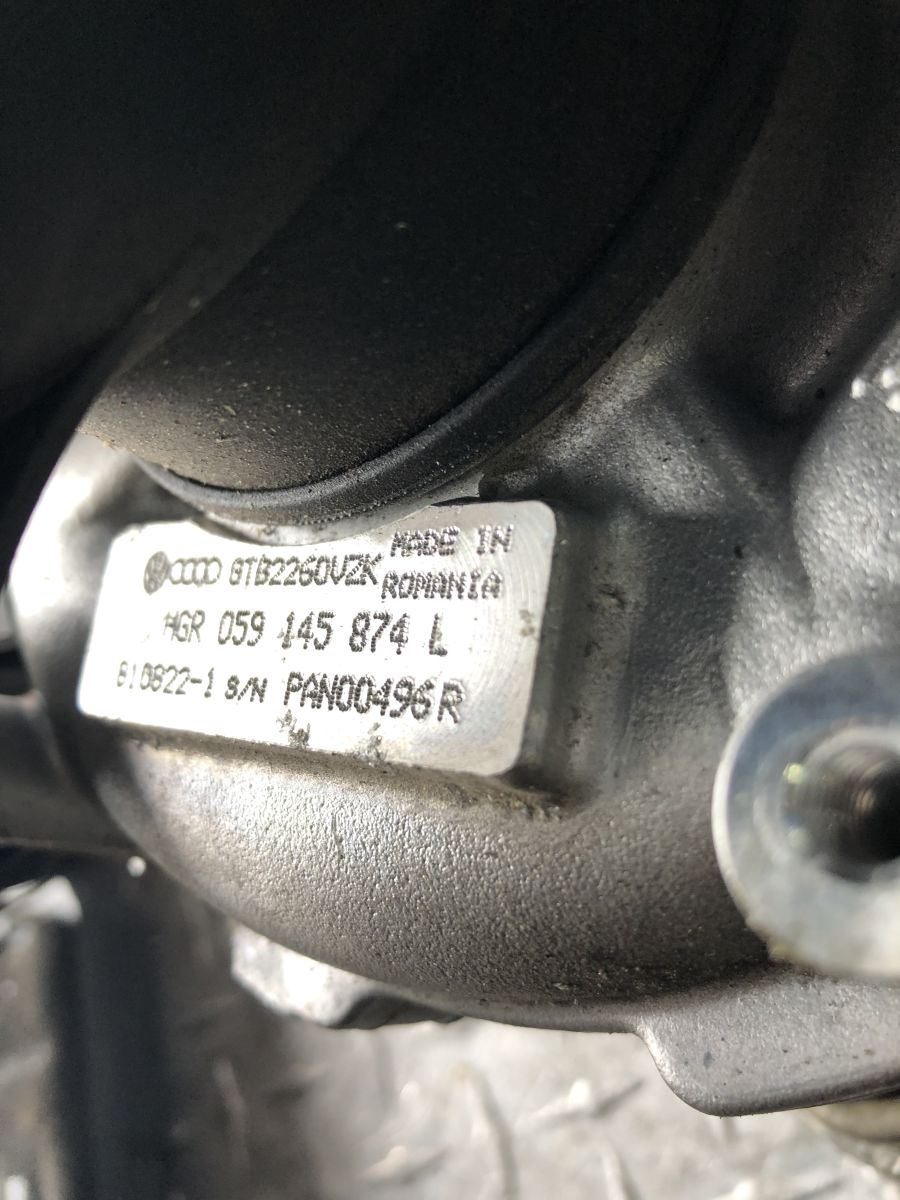 GTB2260VZK MADE IN
ROMANIA
HGR 059 145 874 L
810822-1 S/N PAN00496R